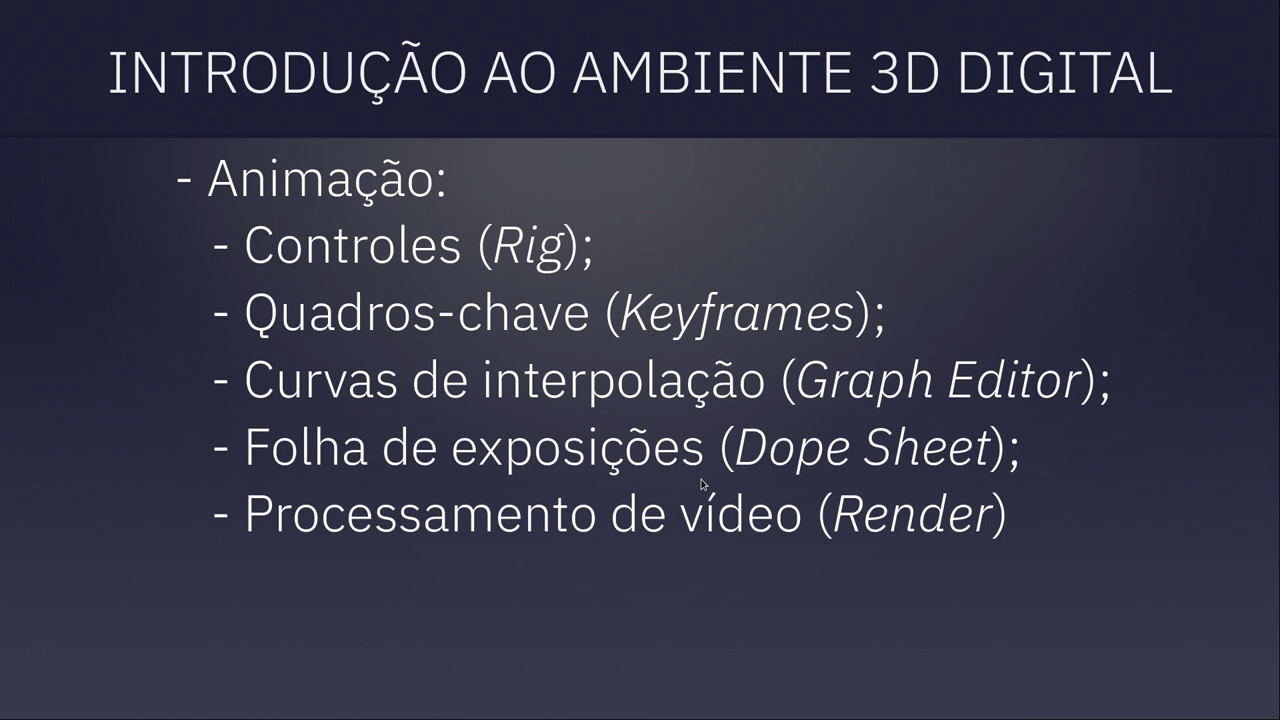 INTRODUÇÃO AO AMBIENTE 3D DIGITAL
- Animação:
- Controles (Rig);
- Quadros-chave (Keyframes);
- Curvas de interpolação (Graph Editor);
- Folha de exposições (Dope Sheet);
- Processamento de vídeo (Render)